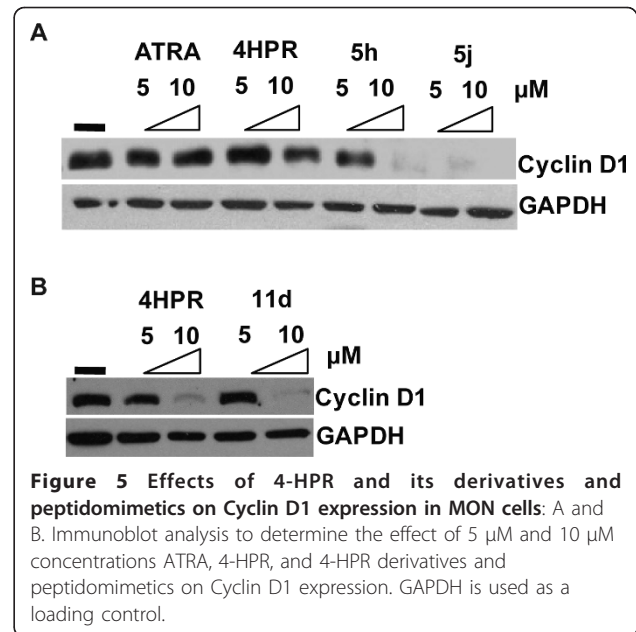 A
ATRA 4HPR 5h 5j
5 10 5 10 5 10 5 10 µM
Cyclin D1
GAPDH
B
4HPR 11d
5 10 5 10
µM
Cyclin D1
GAPDH
Figure 5 Effects of 4-HPR and its derivatives and
peptidomimetics on Cyclin D1 expression in MON cells: A and
B. Immunoblot analysis to determine the effect of 5 µM and 10 µM
concentrations ATRA, 4-HPR, and 4-HPR derivatives and
peptidomimetics on Cyclin D1 expression. GAPDH is used as a
loading control.